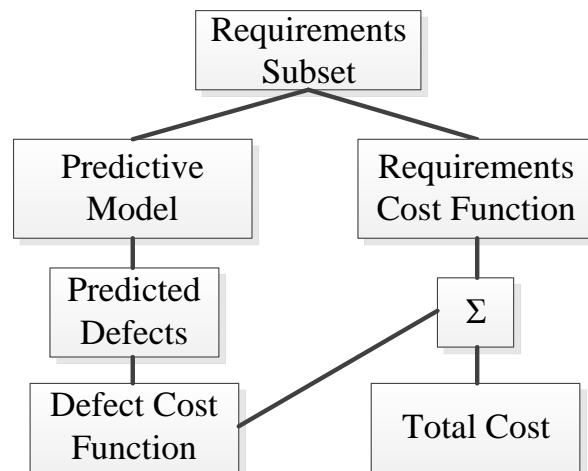 Requirements
Subset
Predictive
Model
Requirements
Cost Function
Predicted
Defects
Σ
Defect Cost
Function
Total Cost